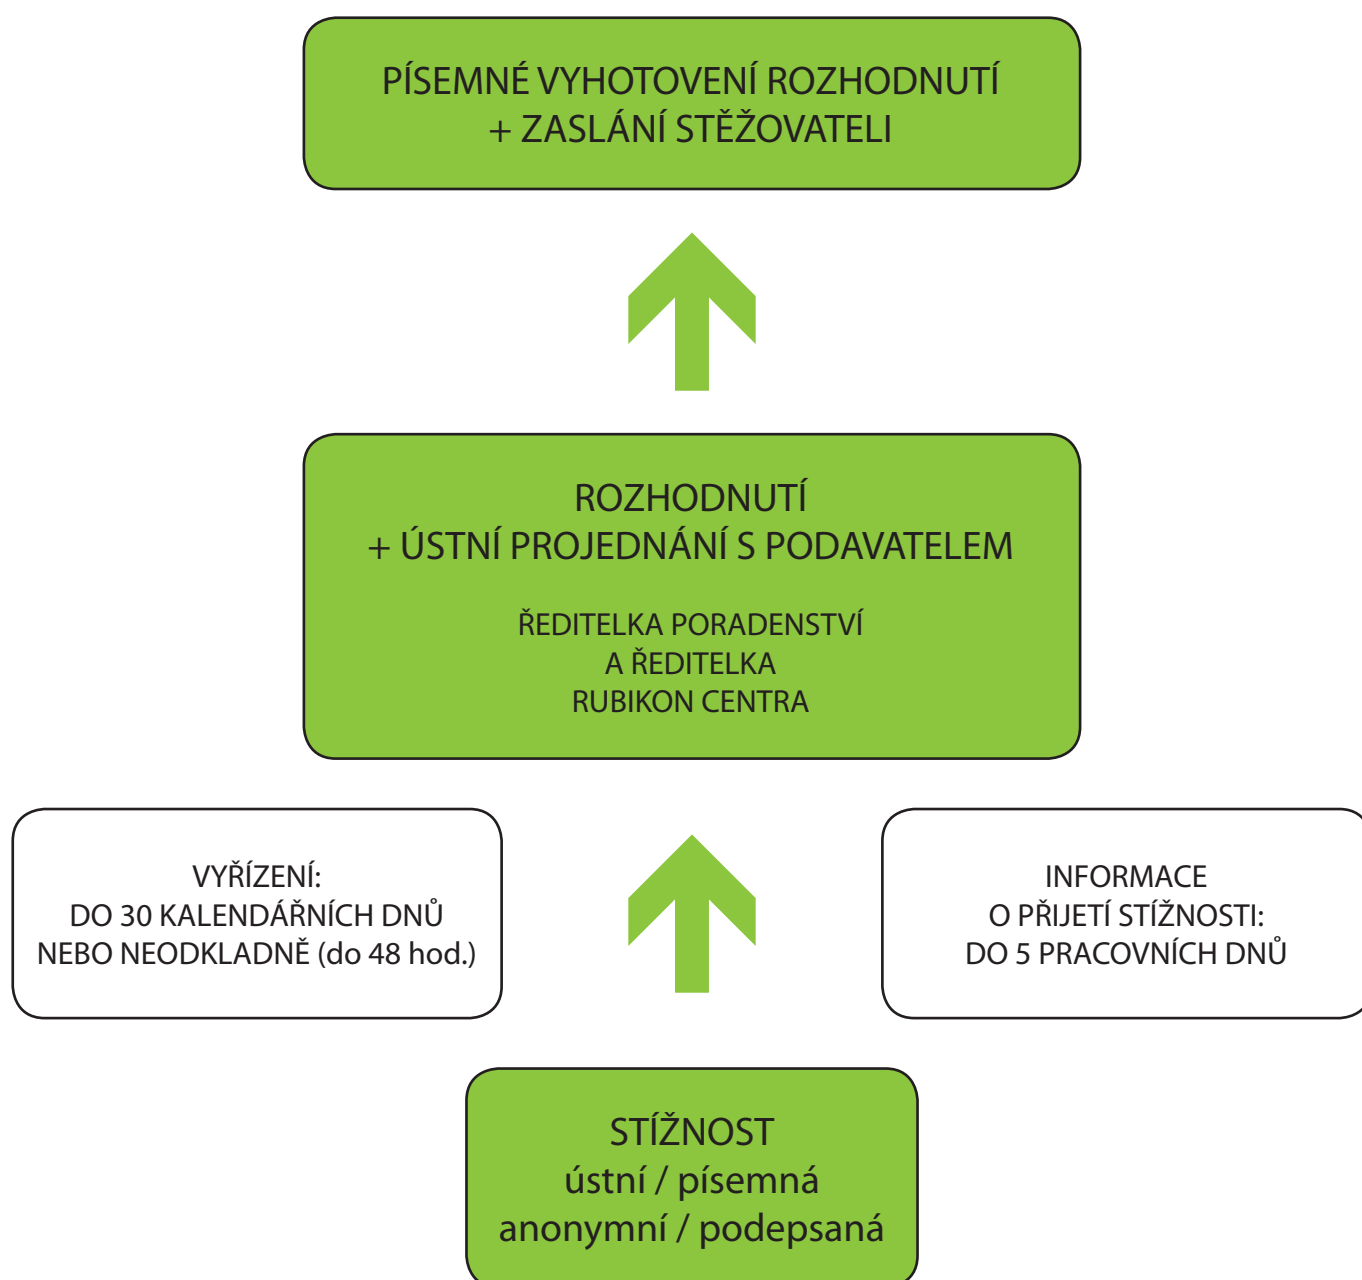 PÍSEMNÉ VYHOTOVENÍ ROZHODNUTÍ
+ ZASLÁNÍ STĚŽOVATELI
ROZHODNUTÍ
+ ÚSTNÍ PROJEDNÁNÍ S PODAVATELEM
ŘEDITELKA PORADENSTVÍ
A ŘEDITELKA
RUBIKON CENTRA
VYŘÍZENÍ:
DO 30 KALENDÁŘNÍCH DNŮ
NEBO NEODKLADNĚ (do 48 hod.)
INFORMACE
O PŘIJETÍ STÍŽNOSTI:
DO 5 PRACOVNÍCH DNŮ
STÍŽNOST
ústní / písemná
anonymní / podepsaná